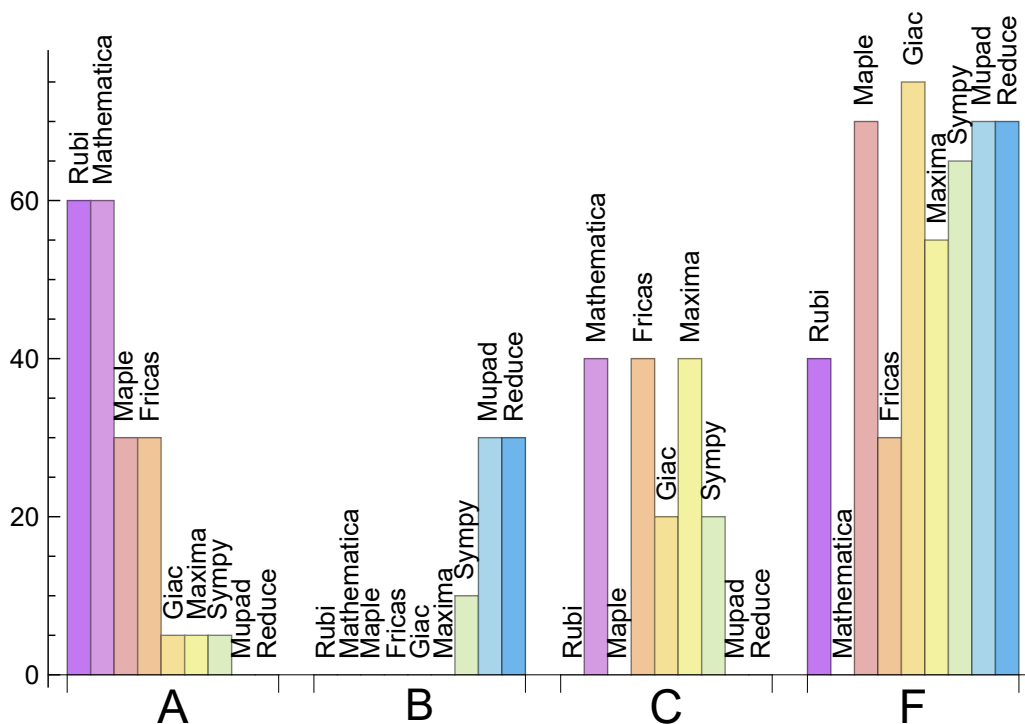 60
40
20
0
Rubi
Mathematica
Maple
Fricas
Giac
Maxima
Sympy
Mupad
Reduce
A
Rubi
Mathematica
Maple
Fricas
Giac
Maxima
Sympy
Mupad
Reduce
B
Rubi
Mathematica
Maple
Fricas
Giac
Maxima
Sympy
Mupad
Reduce
C
Rubi
Mathematica
Maple
Fricas
Giac
Maxima
Sympy
Mupad
Reduce
F